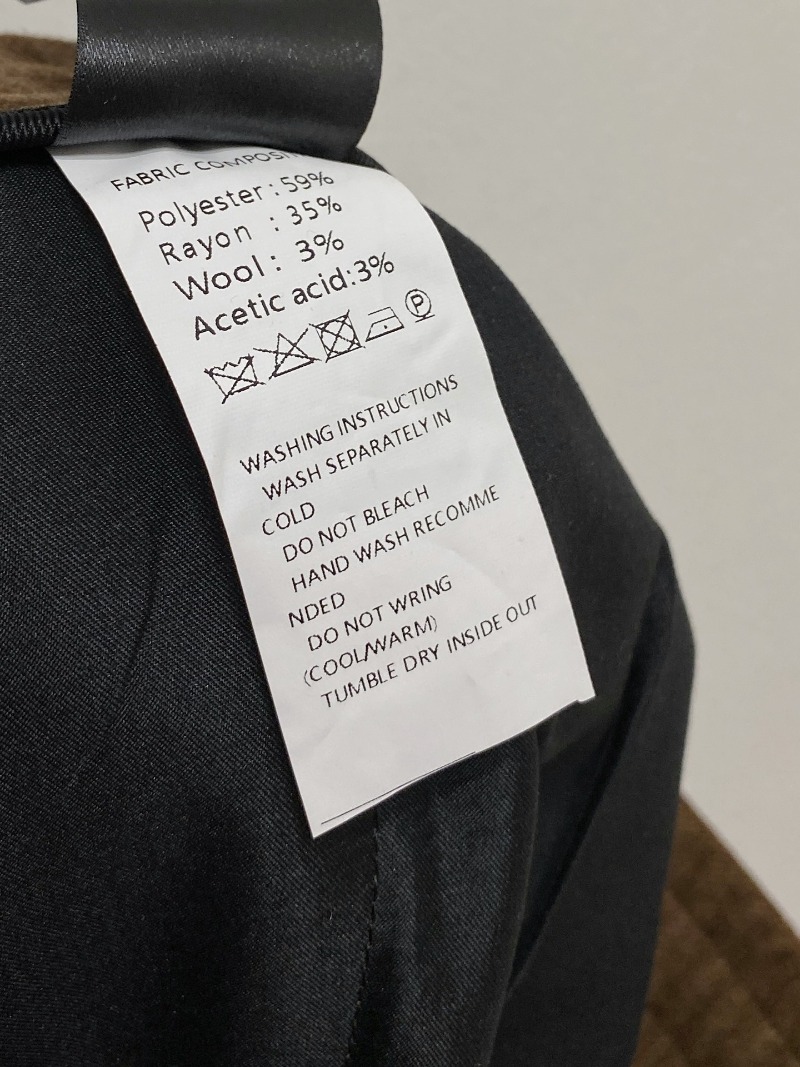 FABRIC COMPOSI
Polyester : 59%
Rayon : 35%
Wool : 3%
Acetic acid:3%
P
WASHING INSTRUCTIONS
WASH SEPARATELY IN
COLD
DO NOT BLEACH
HAND WASH RECOMME
NDED
DO NOT WRING
(COOL/WARM)
TUMBLE DRY INSIDE OUT